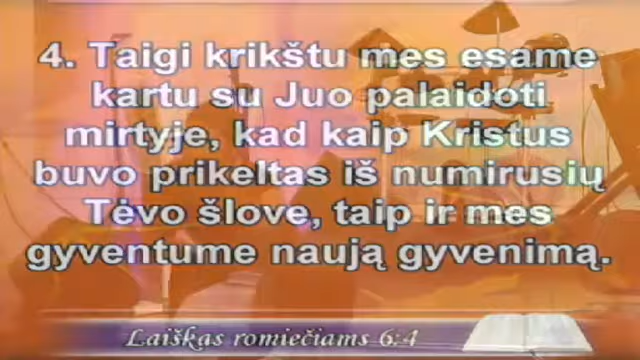 4. Taigi krikštu mes esame
kartu su Juo palaidoti
mirtyje, kad kaip Kristus
buvo prikeltas iš numirusių
Tėvo šlove, taip ir mes
gyventume naują gyvenimą.
Laiškas romiečiams 6:4